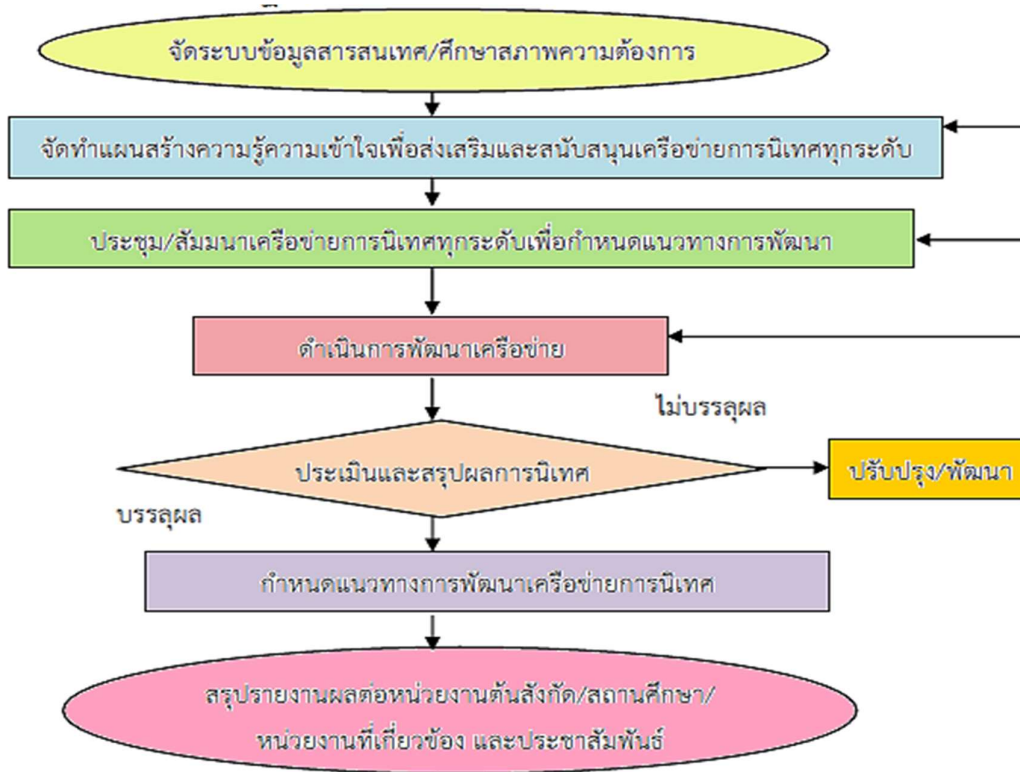 จัดระบบข้อมูลสารสนเทศ/ศึกษาสภาพความต้องการ
จัดทำแผนสร้างความรู้ความเข้าใจเพื่อส่งเสริมและสนับสนุนเครือข่ายการนิเทศทุกระดับ
ประชุม/สัมมนาเครือข่ายการนิเทศทุกระดับเพื่อกำหนดแนวทางการพัฒนา
ดำเนินการพัฒนาเครือข่าย
ไม่บรรลุผล
ประเมินและสรุปผลการนิเทศ
ปรับปรุง/พัฒนา
บรรลุผล
กำหนดแนวทางการพัฒนาเครือข่ายการนิเทศ
สรุปรายงานผลต่อหน่วยงานต้นสังกัด/สถานศึกษา/
หน่วยงานที่เกี่ยวข้อง และประชาสัมพันธ์